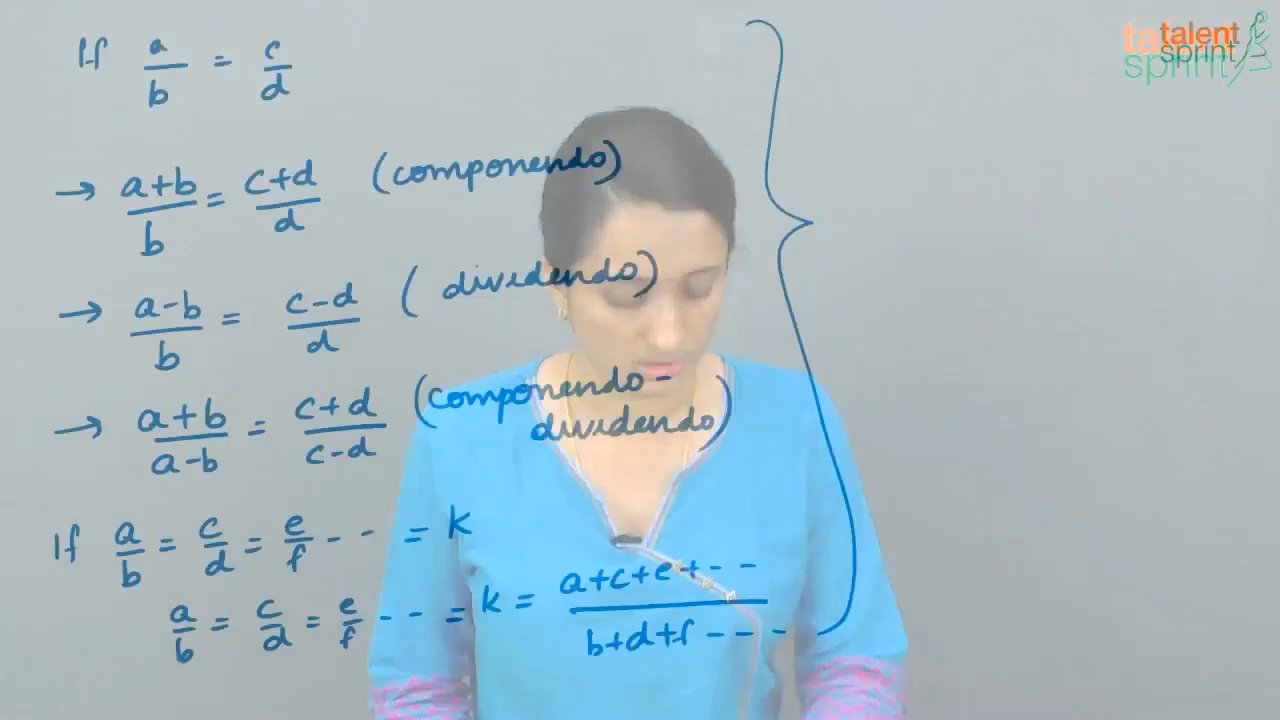 talent
sprint
If a/b = c/d
→ (a+b)/b = (c+d)/d (componendo)
→ (a-b)/b = (c-d)/d (dividendo)
→ (a+b)/(a-b) = (c+d)/(c-d) (componendo-
dividendo)
If a/b = c/d = e/f - - - = k
a/b = c/d = e/f - - - - = k = (a+c+e+- -)/(b+d+f - - - -)